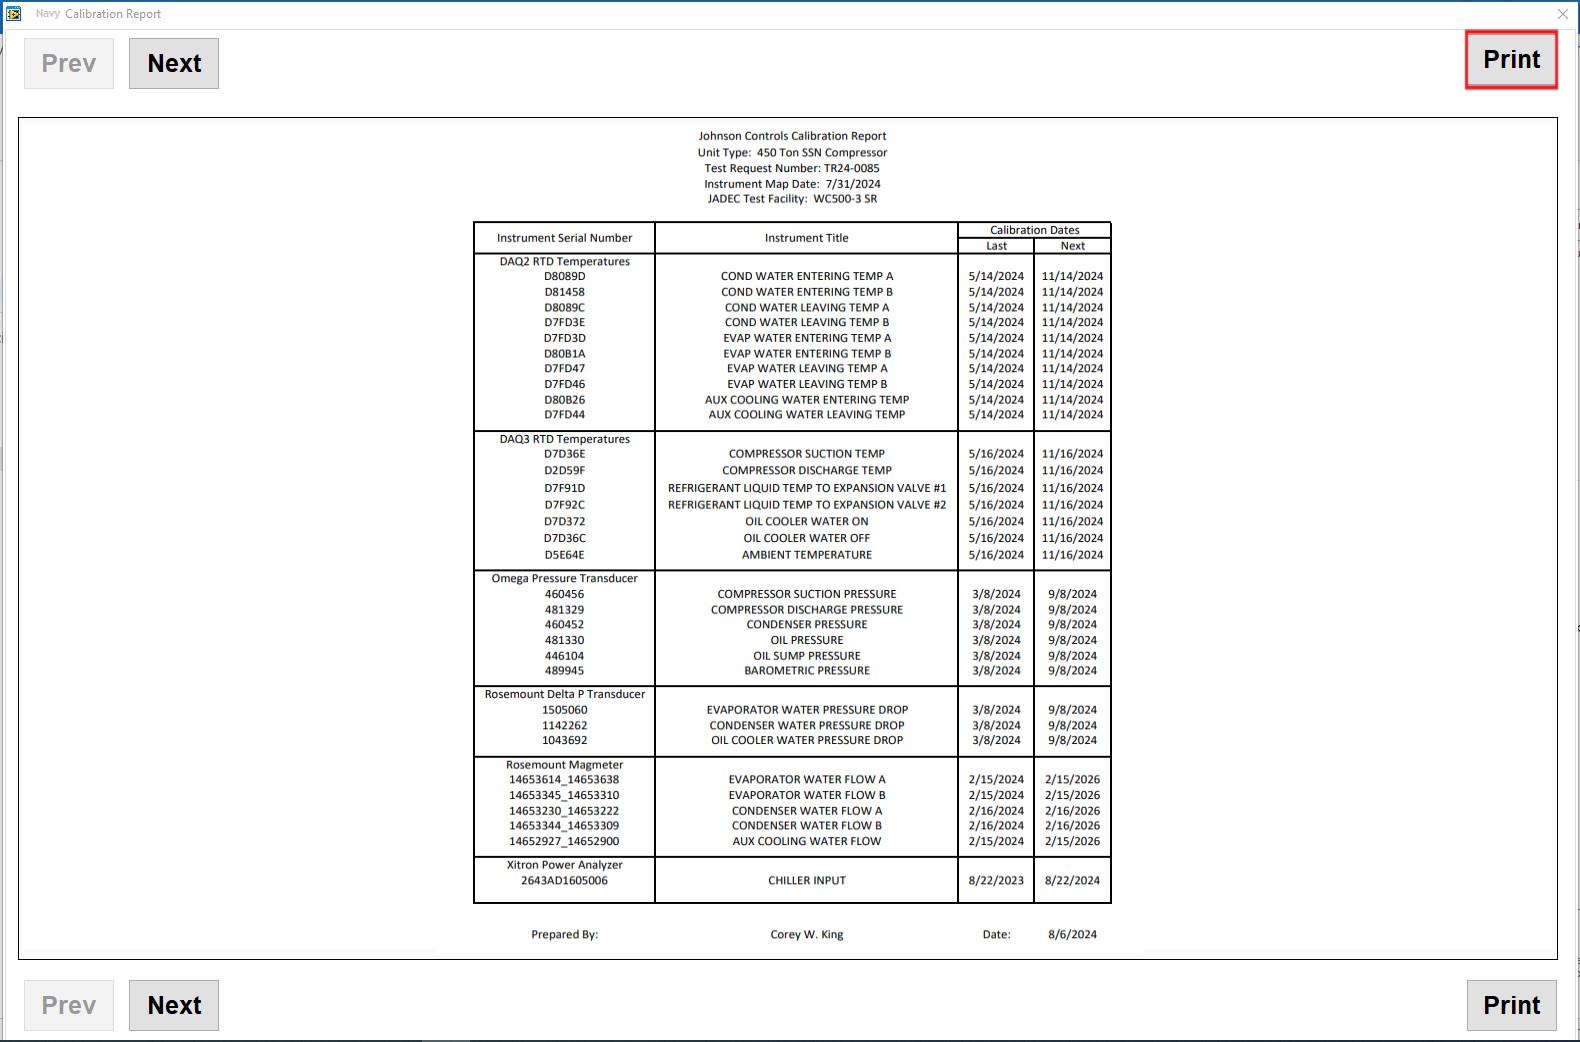 Navy Calibration Report
Prev Next Print
Johnson Controls Calibration Report
Unit Type: 450 Ton SSN Compressor
Test Request Number: TR24-0085
Instrument Map Date: 7/31/2024
JADEC Test Facility: WC500-3 SR
Instrument Serial Number Instrument Title Calibration Dates
Last Next
DAQ2 RTD Temperatures
D8089D COND WATER ENTERING TEMP A 5/14/2024 11/14/2024
D81458 COND WATER ENTERING TEMP B 5/14/2024 11/14/2024
D8089C COND WATER LEAVING TEMP A 5/14/2024 11/14/2024
D7FD3E COND WATER LEAVING TEMP B 5/14/2024 11/14/2024
D7FD3D EVAP WATER ENTERING TEMP A 5/14/2024 11/14/2024
D80B1A EVAP WATER ENTERING TEMP B 5/14/2024 11/14/2024
D7FD47 EVAP WATER LEAVING TEMP A 5/14/2024 11/14/2024
D7FD46 EVAP WATER LEAVING TEMP B 5/14/2024 11/14/2024
D80B26 AUX COOLING WATER ENTERING TEMP 5/14/2024 11/14/2024
D7FD44 AUX COOLING WATER LEAVING TEMP 5/14/2024 11/14/2024
DAQ3 RTD Temperatures
D7D36E COMPRESSOR SUCTION TEMP 5/16/2024 11/16/2024
D2D59F COMPRESSOR DISCHARGE TEMP 5/16/2024 11/16/2024
D7F91D REFRIGERANT LIQUID TEMP TO EXPANSION VALVE #1 5/16/2024 11/16/2024
D7F92C REFRIGERANT LIQUID TEMP TO EXPANSION VALVE #2 5/16/2024 11/16/2024
D7D372 OIL COOLER WATER ON 5/16/2024 11/16/2024
D7D36C OIL COOLER WATER OFF 5/16/2024 11/16/2024
D5E64E AMBIENT TEMPERATURE 5/16/2024 11/16/2024
Omega Pressure Transducer
460456 COMPRESSOR SUCTION PRESSURE 3/8/2024 9/8/2024
481329 COMPRESSOR DISCHARGE PRESSURE 3/8/2024 9/8/2024
460452 CONDENSER PRESSURE 3/8/2024 9/8/2024
481330 OIL PRESSURE 3/8/2024 9/8/2024
446104 OIL SUMP PRESSURE 3/8/2024 9/8/2024
489945 BAROMETRIC PRESSURE 3/8/2024 9/8/2024
Rosemount Delta P Transducer
1505060 EVAPORATOR WATER PRESSURE DROP 3/8/2024 9/8/2024
1142262 CONDENSER WATER PRESSURE DROP 3/8/2024 9/8/2024
1043692 OIL COOLER WATER PRESSURE DROP 3/8/2024 9/8/2024
Rosemount Magmeter
14653614_14653638 EVAPORATOR WATER FLOW A 2/15/2024 2/15/2026
14653345_14653310 EVAPORATOR WATER FLOW B 2/15/2024 2/15/2026
14653230_14653222 CONDENSER WATER FLOW A 2/16/2024 2/16/2026
14653344_14653309 CONDENSER WATER FLOW B 2/16/2024 2/16/2026
14652927_14652900 AUX COOLING WATER FLOW 2/15/2024 2/15/2026
Xitron Power Analyzer
2643AD1605006 CHILLER INPUT 8/22/2023 8/22/2024
Prepared By: Corey W. King Date: 8/6/2024
Prev Next Print